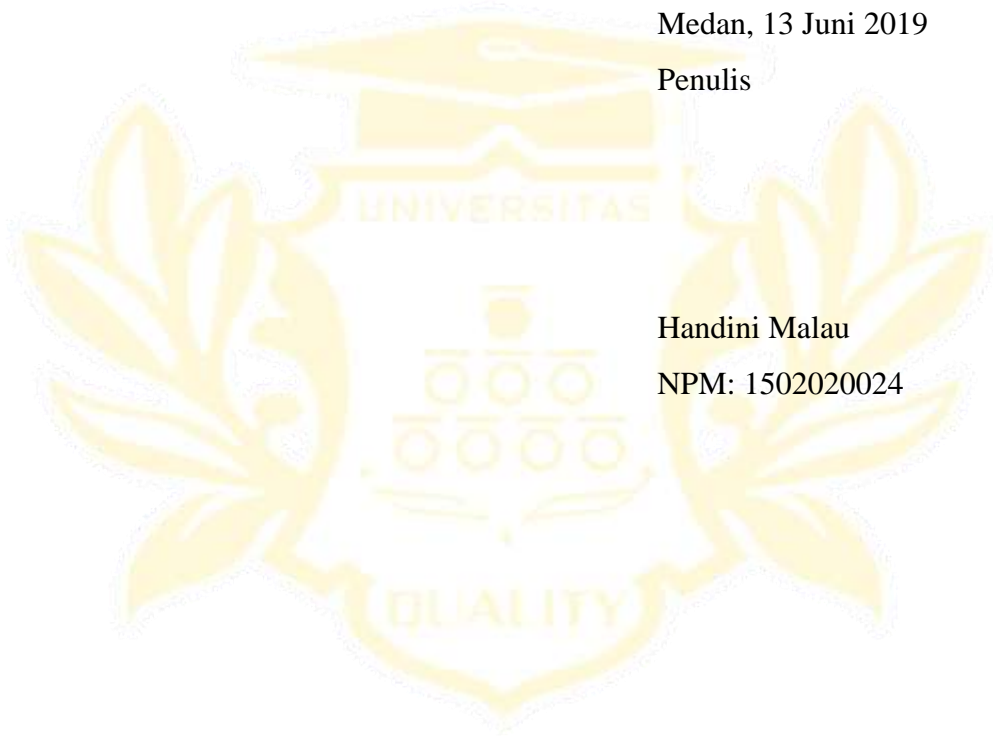 Medan, 13 Juni 2019
Penulis
UNIVERSITAS
Handini Malau
NPM: 1502020024
QUALITY